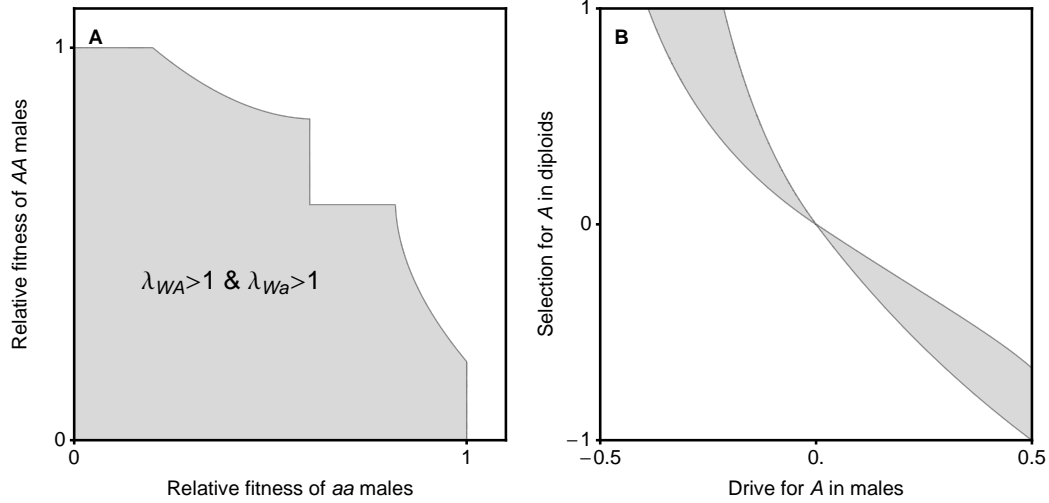 A
1
Relative fitness of AA males
λWA>1 & λWa>1
0
0
1
Relative fitness of aa males
B
1
Selection for A in diploids
0
−1
−0.5
0.
0.5
Drive for A in males